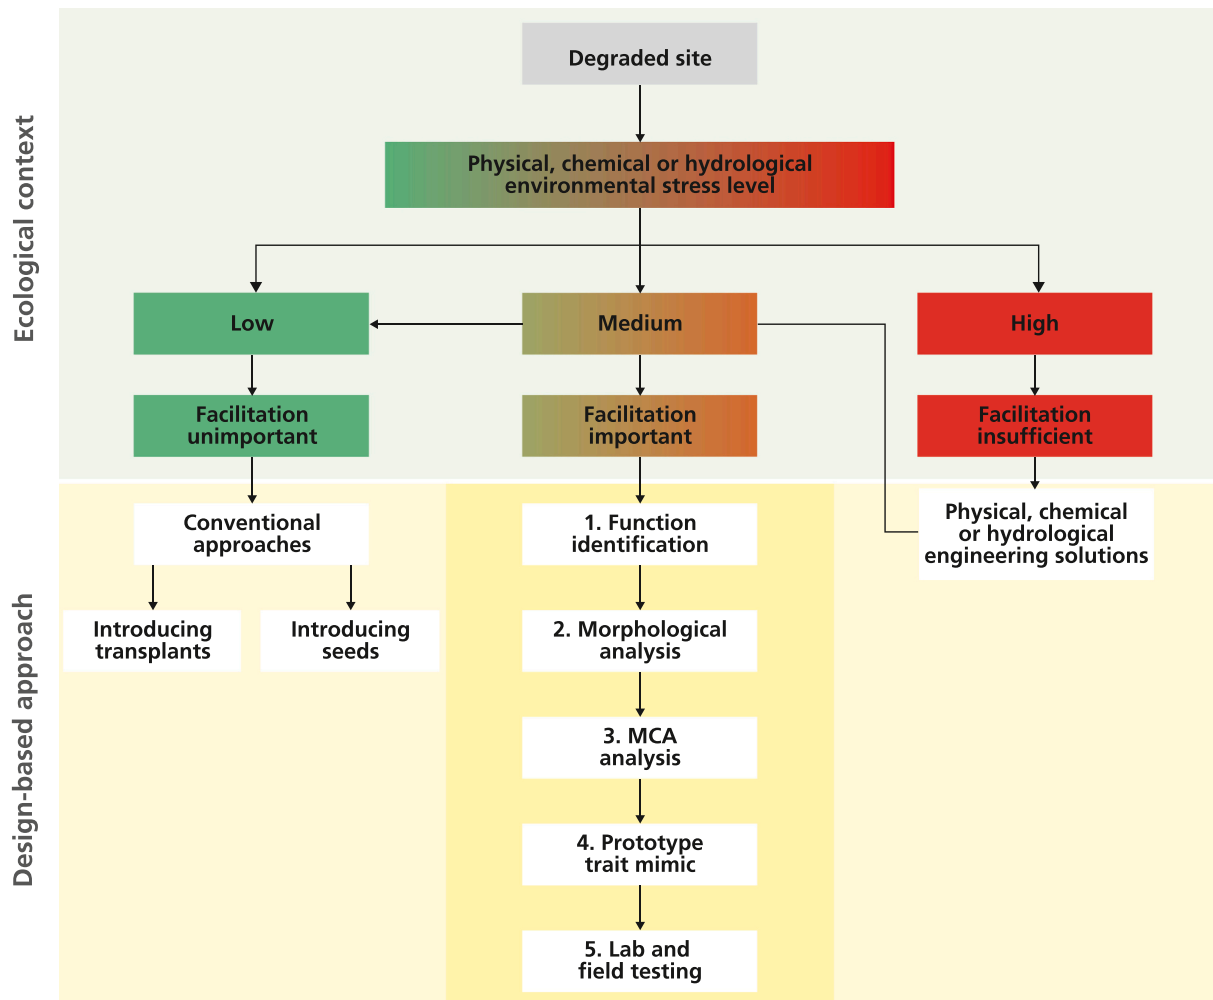 Ecological context
Degraded site
Physical, chemical or hydrological
environmental stress level
Low
Medium
High
Facilitation
unimportant
Facilitation
important
Facilitation
insufficient
Design-based approach
Conventional
approaches
Introducing
transplants
Introducing
seeds
1. Function
identification
2. Morphological
analysis
3. MCA
analysis
4. Prototype
trait mimic
5. Lab and
field testing
Physical, chemical
or hydrological
engineering solutions